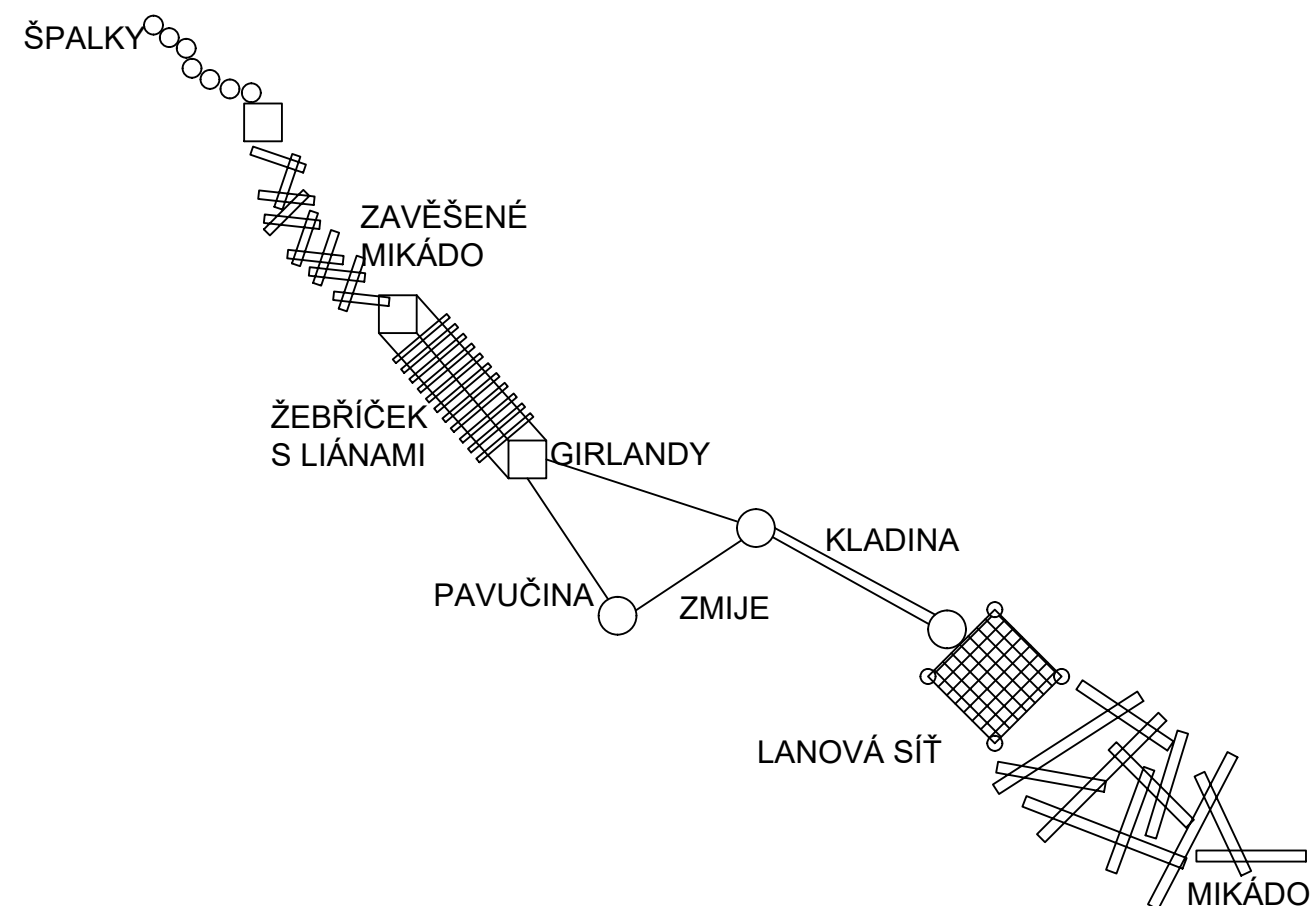 ŠPALKY
ZAVĚŠENÉ
MIKÁDO
ŽEBŘÍČEK
S LIÁNAMI
GIRLANDY
KLADINA
PAVUČINA
ZMIJE
LANOVÁ SÍŤ
MIKÁDO